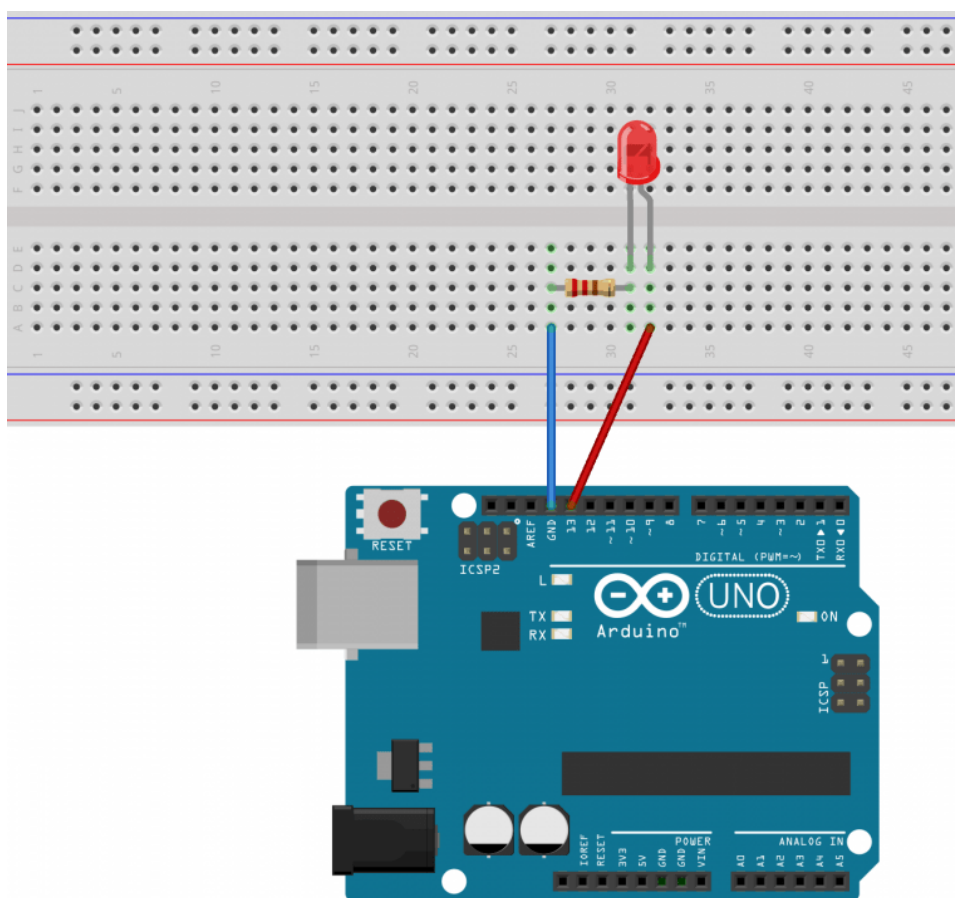 1 5 10 15 20 25 30 35 40 45
J
I
H
G
F
E
D
C
B
A
1 5 10 15 20 25 30 35 40 45
RESET
ICSP2
AREF
GND
13
12
~11
~10
~9
8
7
~6
~5
4
~3
2
TX0▶1
RX0◀0
DIGITAL (PWM=~)
L
TX
RX
UNO
Arduino™
ON
1
ICSP
POWER
ANALOG IN
IOREF
RESET
3V3
5V
GND
GND
VIN
A0
A1
A2
A3
A4
A5